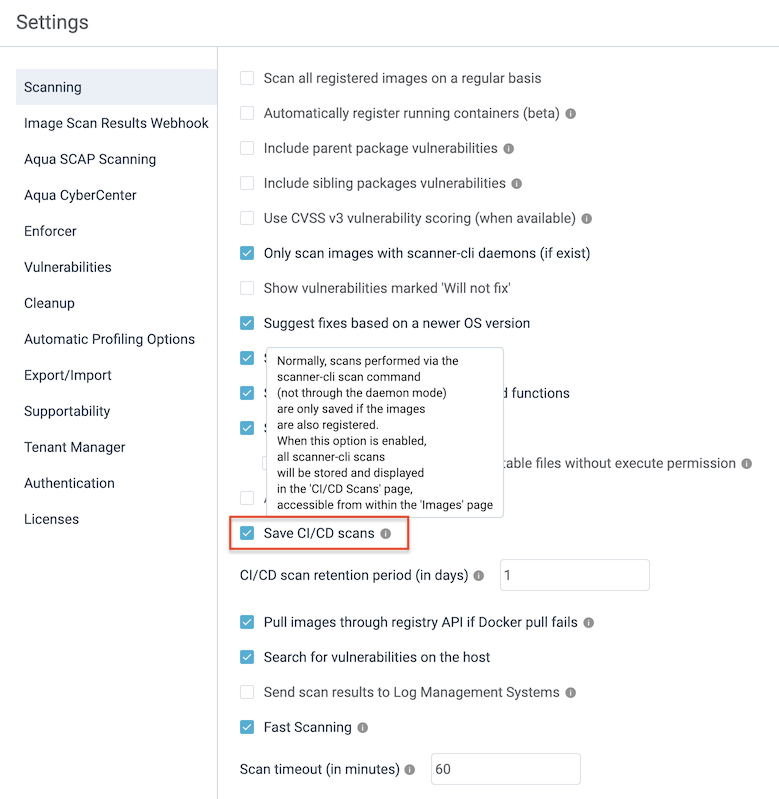 Settings
Scanning
Image Scan Results Webhook
Aqua SCAP Scanning
Aqua CyberCenter
Enforcer
Vulnerabilities
Cleanup
Automatic Profiling Options
Export/Import
Supportability
Tenant Manager
Authentication
Licenses
Scan all registered images on a regular basis
Automatically register running containers (beta)
Include parent package vulnerabilities
Include sibling packages vulnerabilities
Use CVSS v3 vulnerability scoring (when available)
Only scan images with scanner-cli daemons (if exist)
Show vulnerabilities marked 'Will not fix'
Suggest fixes based on a newer OS version
Normally, scans performed via the
scanner-cli scan command
(not through the daemon mode)
are only saved if the images
are also registered.
When this option is enabled,
all scanner-cli scans
will be stored and displayed
in the 'CI/CD Scans' page,
accessible from within the 'Images' page
functions
files without execute permission
Save CI/CD scans
CI/CD scan retention period (in days)
1
Pull images through registry API if Docker pull fails
Search for vulnerabilities on the host
Send scan results to Log Management Systems
Fast Scanning
Scan timeout (in minutes)
60